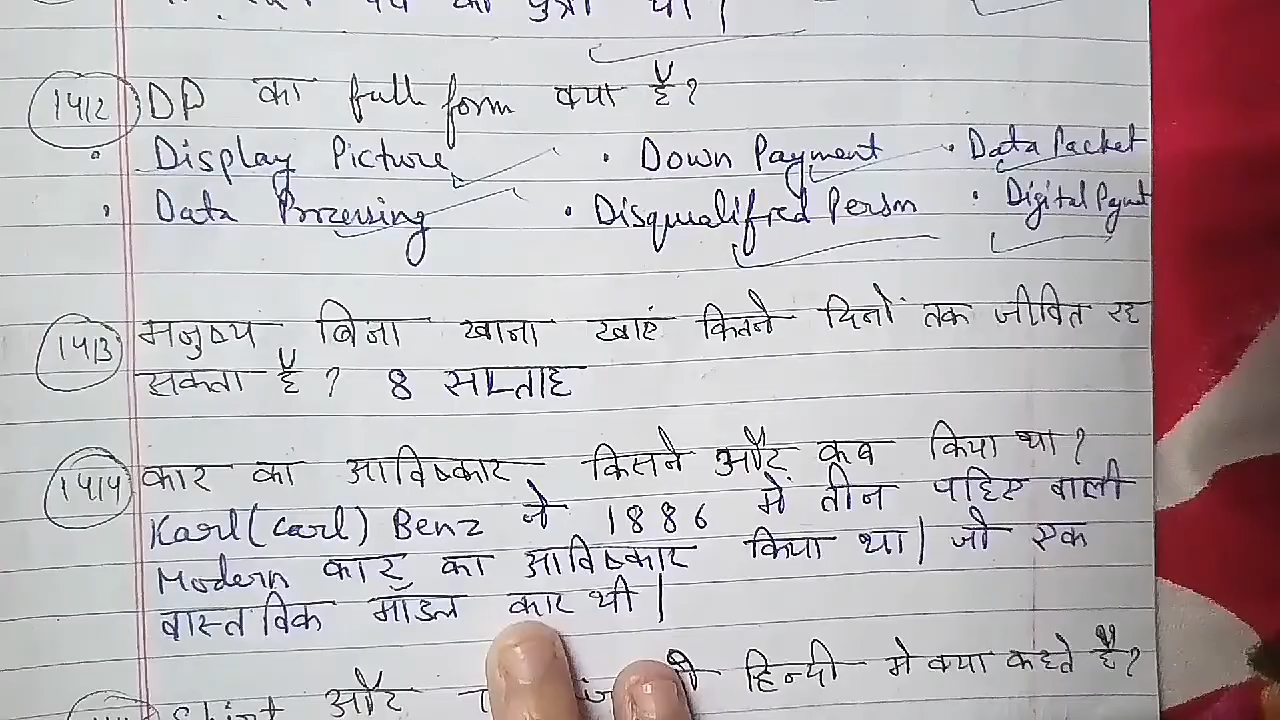 का पुत्री था।
1412 DP का full form क्या है?
• Display Picture • Down Payment • Data Packet
• Data Processing • Disqualified Person • Digital Paymt
1413 मनुष्य बिना खाना खाएं कितने दिनों तक जीवित रह
सकता है? 8 सप्ताह
1414 कार का आविष्कार किसने और कब किया था?
Karl(Carl) Benz ने 1886 में तीन पहिए वाली
Modern कार का आविष्कार किया था। जो एक
वास्तविक मॉडल कार थी।
और हिन्दी मे क्या कहते है?